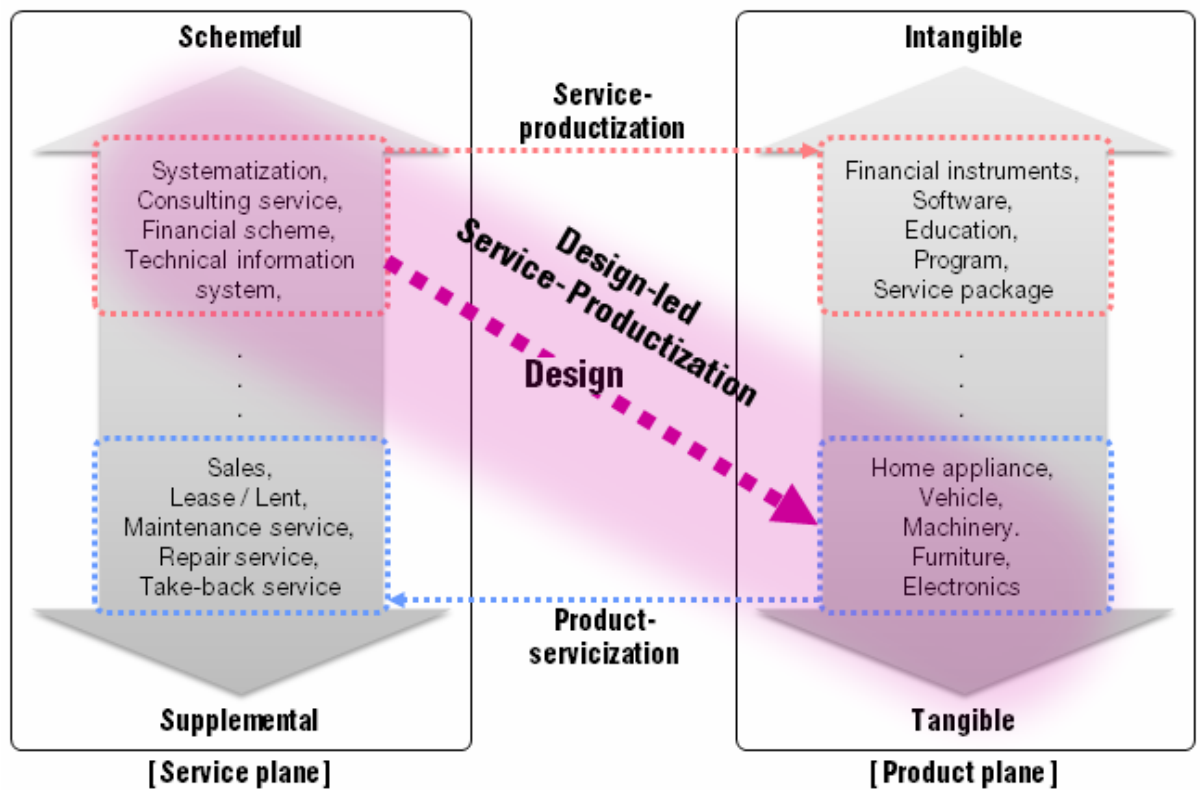 Schemeful
Systematization,
Consulting service,
Financial scheme,
Technical information
system,
.
.
.
Sales,
Lease / Lent,
Maintenance service,
Repair service,
Take-back service
Supplemental
[Service plane]
Service-
productization
Design-led
Service-Productization
Design
Product-
servicization
Intangible
Financial instruments,
Software,
Education,
Program,
Service package
.
.
.
Home appliance,
Vehicle,
Machinery.
Furniture,
Electronics
Tangible
[Product plane]